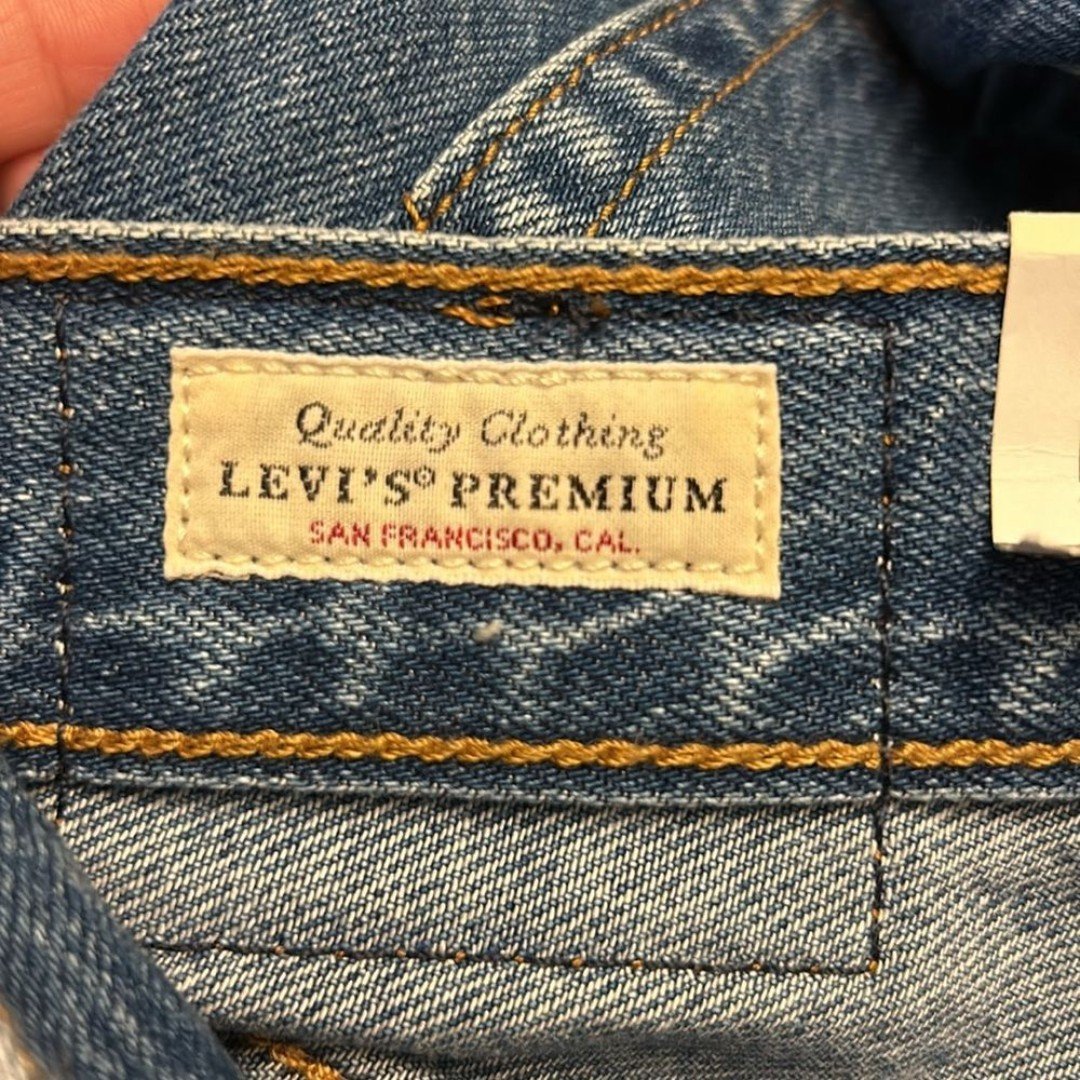 Quality Clothing
LEVI'S® PREMIUM
SAN FRANCISCO, CAL.